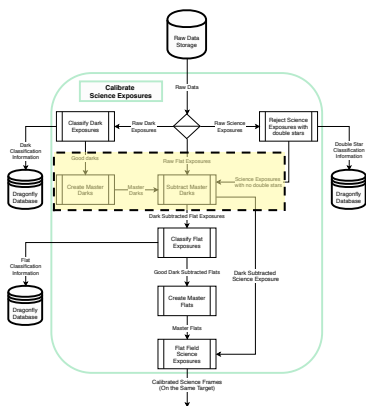 Raw Data
Storage
Calibrate
Science Exposures
Raw Data
Classify Dark
Exposures
Raw Dark
Exposures
Raw Science
Exposures
Reject Science
Exposures with
double stars
Dark
Classification
Information
Good darks
Raw Flat Exposures
Double Star
Classification
Information
Dragonfly
Database
Create Master
Darks
Master
Darks
Subtract Master
Darks
Science Exposures
with no double stars
Dragonfly
Database
Dark Subtracted Flat Exposures
Classify Flat
Exposures
Flat
Classification
Information
Good Dark Subtracted Flats
Dark Subtracted
Science Exposure
Dragonfly
Database
Create Master
Flats
Master Flats
Flat Field
Science
Exposures
Calibrated Science Frames
(On the Same Target)